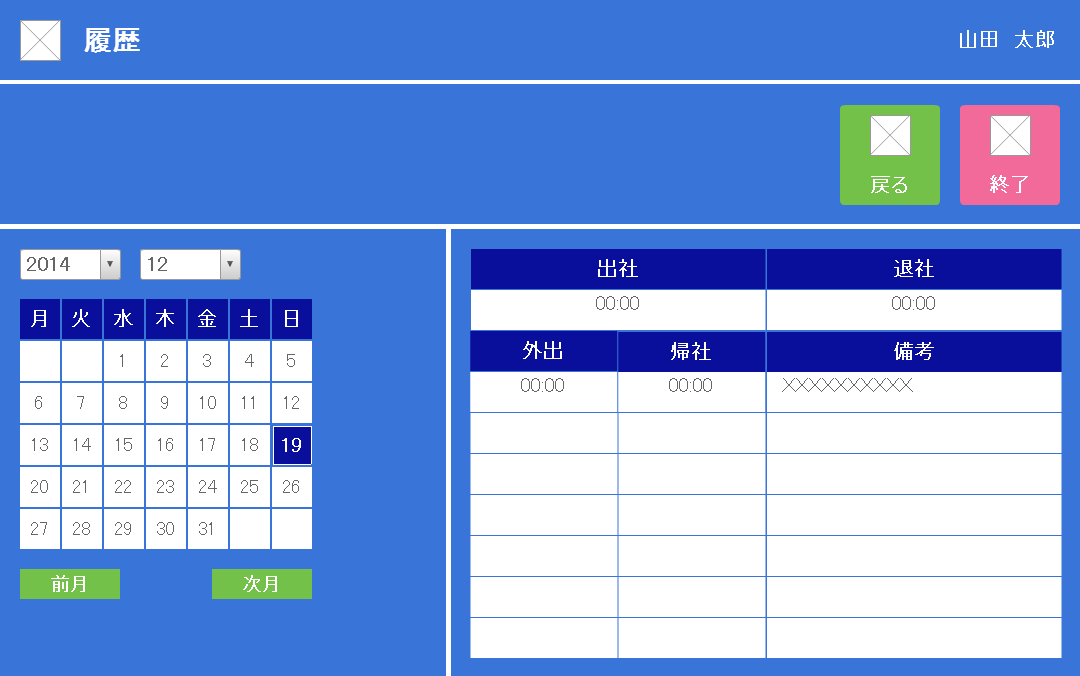 履歴 山田 太郎
戻る 終了
2014 12
月 火 水 木 金 土 日
1 2 3 4 5
6 7 8 9 10 11 12
13 14 15 16 17 18 19
20 21 22 23 24 25 26
27 28 29 30 31
前月 次月
出社 退社
00:00 00:00
外出 帰社 備考
00:00 00:00 XXXXXXXXXX